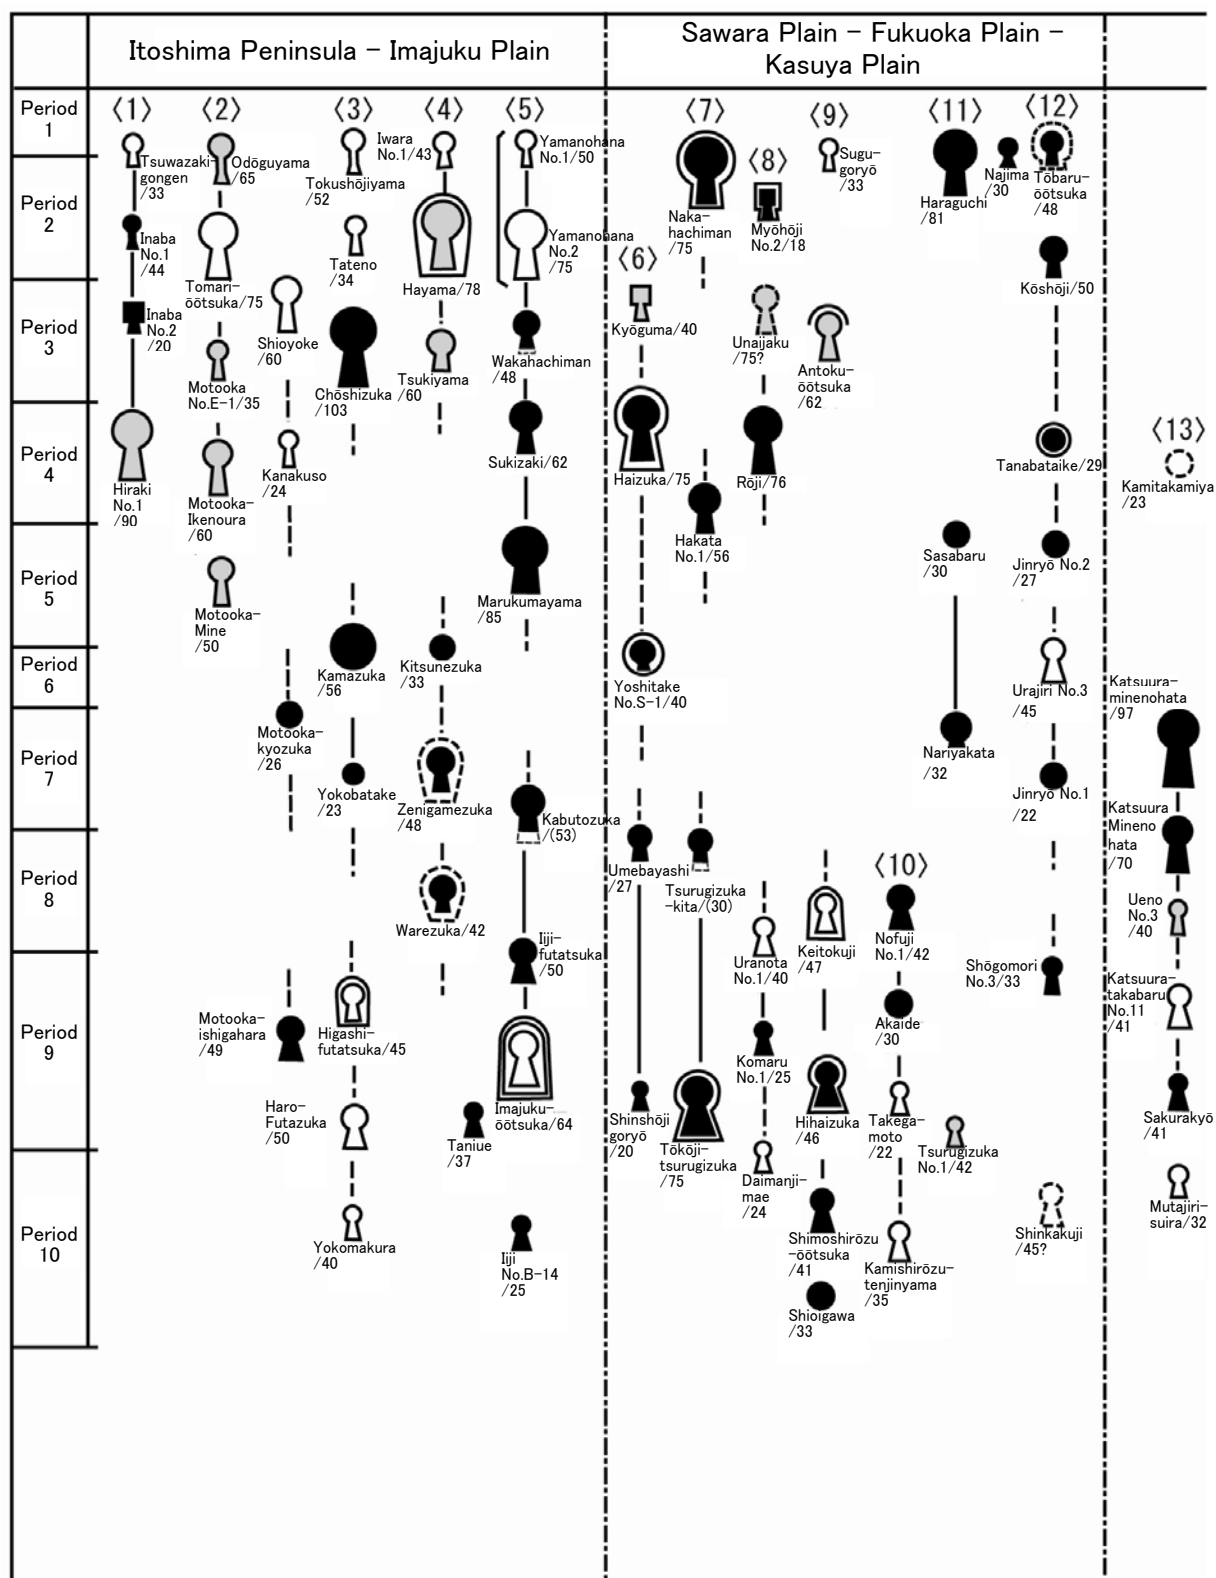 Itoshima Peninsula - Imajuku Plain
Sawara Plain - Fukuoka Plain -
Kasuya Plain
Period
1
Period
2
Period
3
Period
4
Period
5
Period
6
Period
7
Period
8
Period
9
Period
10
〈1〉
Tsuwazaki-
gongen
/33
Inaba
No.1
/44
Inaba
No.2
/20
Hiraki
No.1
/90
〈2〉
Odōguyama
/65
Tomari-
ōōtsuka/75
Motooka
No.E-1/35
Motooka-
Ikenoura
/60
Motooka-
Mine
/50
Shioyoke
/60
Kanakuso
/24
Motooka-
kyozuka
/26
Motooka-
ishigahara
/49
〈3〉
Tokushōjiyama
/52
Tateno
/34
Chōshizuka
/103
Kamazuka
/56
Yokobatake
/23
Higashi-
futatsuka/45
Haro-
Futazuka
/50
Yokomakura
/40
〈4〉
Iwara
No.1/43
Hayama/78
Tsukiyama
/60
Kitsunezuka
/33
Zenigamezuka
/48
Warezuka/42
Taniue
/37
〈5〉
Yamanohana
No.1/50
Yamanohana
No.2
/75
Wakahachiman
/48
Sukizaki/62
Marukumayama
/85
Kabutozuka
/(53)
Iiji-
futatsuka
/50
Imajuku-
ōōtsuka/64
Iiji
No.B-14
/25
〈6〉
Kyōguma/40
Haizuka/75
Yoshitake
No.S-1/40
Umebayashi
/27
Shinshōji
goryō
/20
〈7〉
Naka-
hachiman
/75
Hakata
No.1/56
Tsurugizuka
-kita/(30)
Tōkōji-
tsurugizuka
/75
〈8〉
Myōhōji
No.2/18
Unaijaku
/75?
Rōji/76
Uranota
No.1/40
Komaru
No.1/25
Daimanji-
mae
/24
〈9〉
Sugu-
goryō
/33
Antoku-
ōōtsuka
/62
Keitokuji
/47
Hihaizuka
/46
Shimoshirōzu
-ōōtsuka
/41
Shioigawa
/33
〈10〉
Nofuji
No.1/42
Akaide
/30
Takega-
moto
/22
Kamishirōzu-
tenjinyama
/35
〈11〉
Haraguchi
/81
Najima
/30
Sasabaru
/30
Nariyakata
/32
Tsurugizuka
No.1/42
〈12〉
Tōbaru-
ōōtsuka
/48
Kōshōji/50
Tanabataike/29
Jinryō No.2
/27
Urajiri No.3
/45
Jinryō No.1
/22
Shōgomori
No.3/33
Shinkakuji
/45?
〈13〉
Kamitakamiya
/23
Katsuura-
minenohata
/97
Katsuura
Mineno
hata
/70
Ueno
No.3
/40
Katsuura-
takabaru
No.11
/41
Sakurakyō
/41
Mutajiri-
suira/32